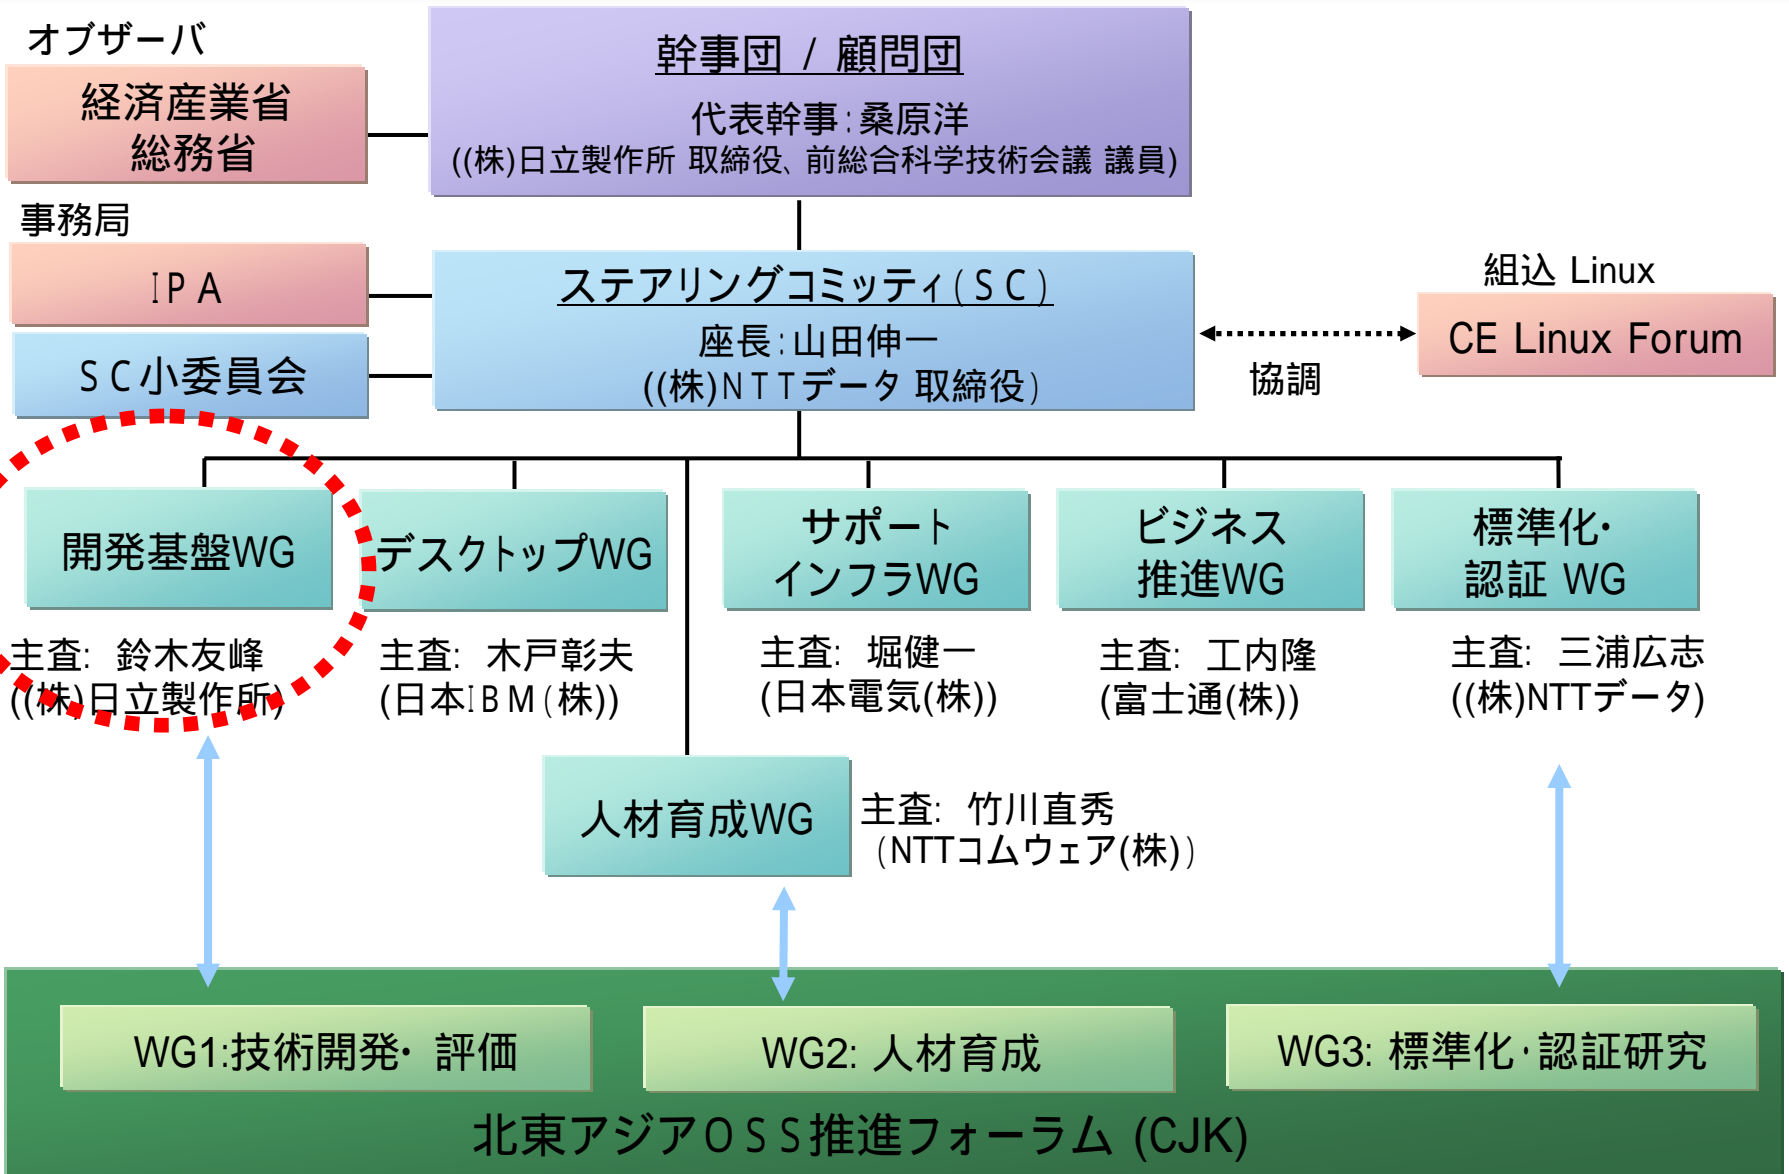 オブザーバ
経済産業省
総務省
幹事団 / 顧問団
代表幹事:桑原洋
((株)日立製作所 取締役、前総合科学技術会議 議員)
事務局
IPA
SC小委員会
ステアリングコミッティ(SC)
座長:山田伸一
((株)NTTデータ 取締役)
組込 Linux
CE Linux Forum
協調
開発基盤WG
主査: 鈴木友峰
((株)日立製作所)
デスクトップWG
主査: 木戸彰夫
(日本IBM(株))
サポート
インフラWG
主査: 堀健一
(日本電気(株))
ビジネス
推進WG
主査: 工内隆
(富士通(株))
標準化・
認証 WG
主査: 三浦広志
((株)NTTデータ)
人材育成WG
主査: 竹川直秀
(NTTコムウェア(株))
WG1:技術開発・ 評価
WG2: 人材育成
WG3: 標準化・認証研究
北東アジアOSS推進フォーラム (CJK)